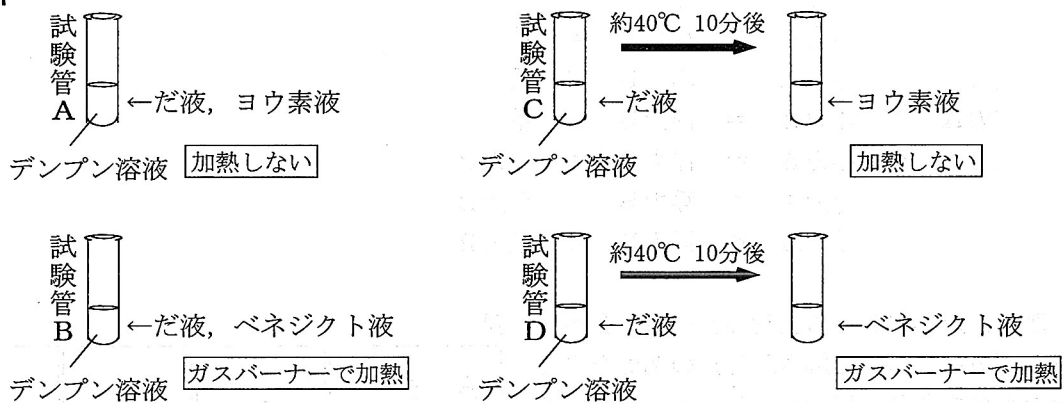 試験管A
←だ液，ヨウ素液
デンプン溶液
加熱しない
試験管C
←だ液
デンプン溶液
約40℃ 10分後
←ヨウ素液
加熱しない
試験管B
←だ液，ベネジクト液
デンプン溶液
ガスバーナーで加熱
試験管D
←だ液
デンプン溶液
約40℃ 10分後
←ベネジクト液
ガスバーナーで加熱